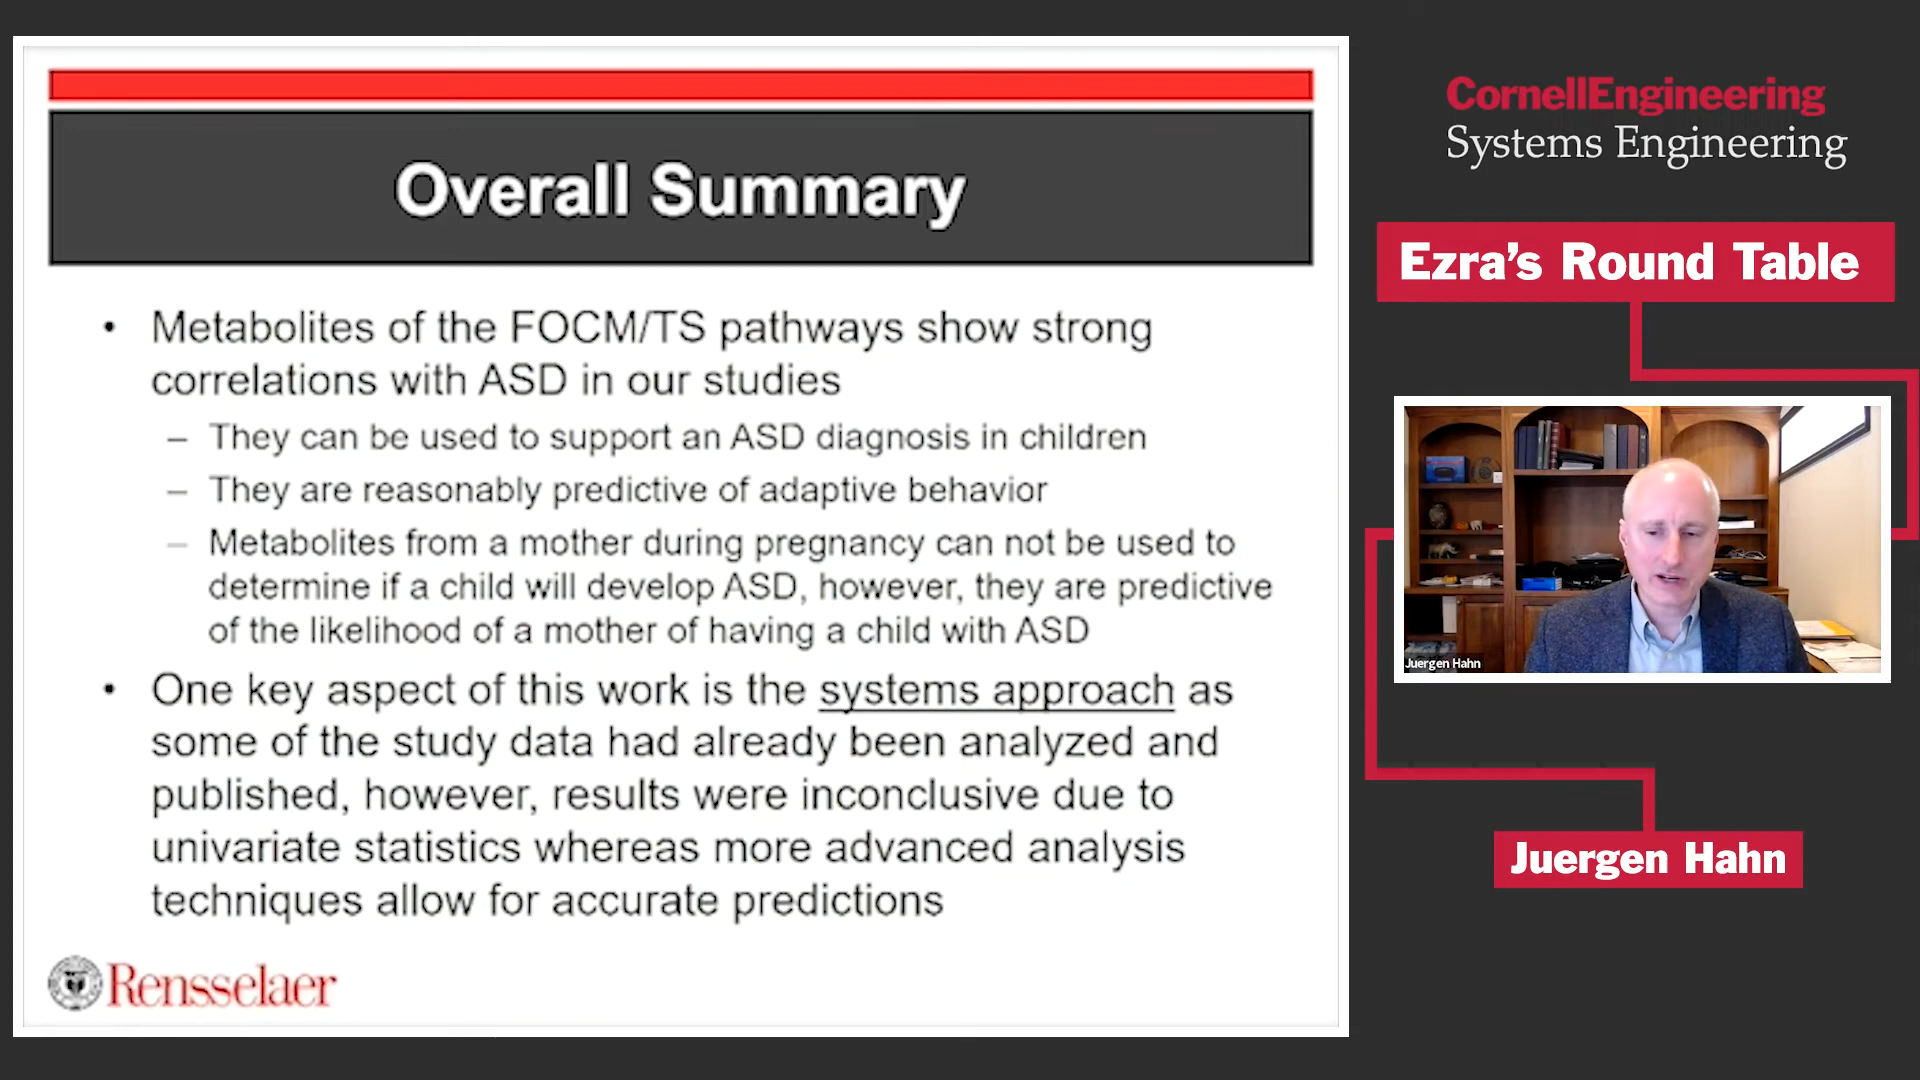 Overall Summary
• Metabolites of the FOCM/TS pathways show strong
correlations with ASD in our studies
– They can be used to support an ASD diagnosis in children
– They are reasonably predictive of adaptive behavior
– Metabolites from a mother during pregnancy can not be used to
determine if a child will develop ASD, however, they are predictive
of the likelihood of a mother of having a child with ASD
• One key aspect of this work is the systems approach as
some of the study data had already been analyzed and
published, however, results were inconclusive due to
univariate statistics whereas more advanced analysis
techniques allow for accurate predictions
Rensselaer
CornellEngineering
Systems Engineering
Ezra's Round Table
Juergen Hahn
Juergen Hahn